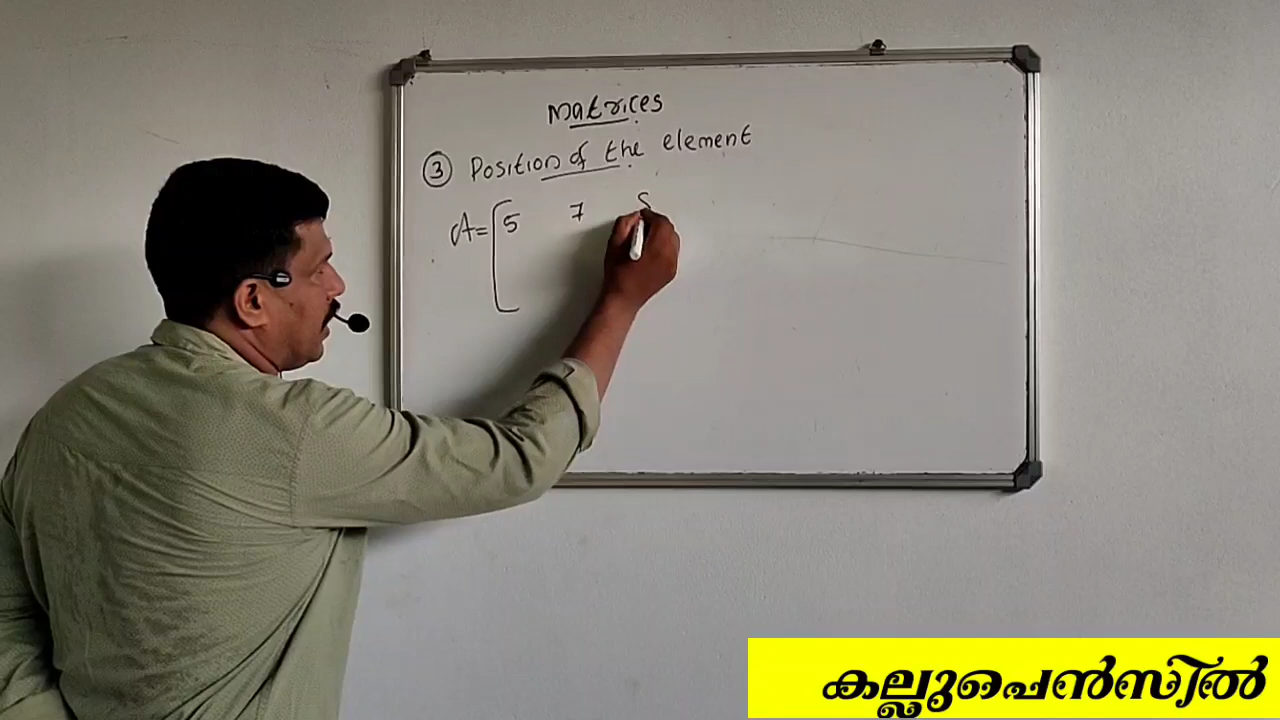 Matrices
③ Position of the element
A = [ 5 7
കല്ലുപെൻസിൽ